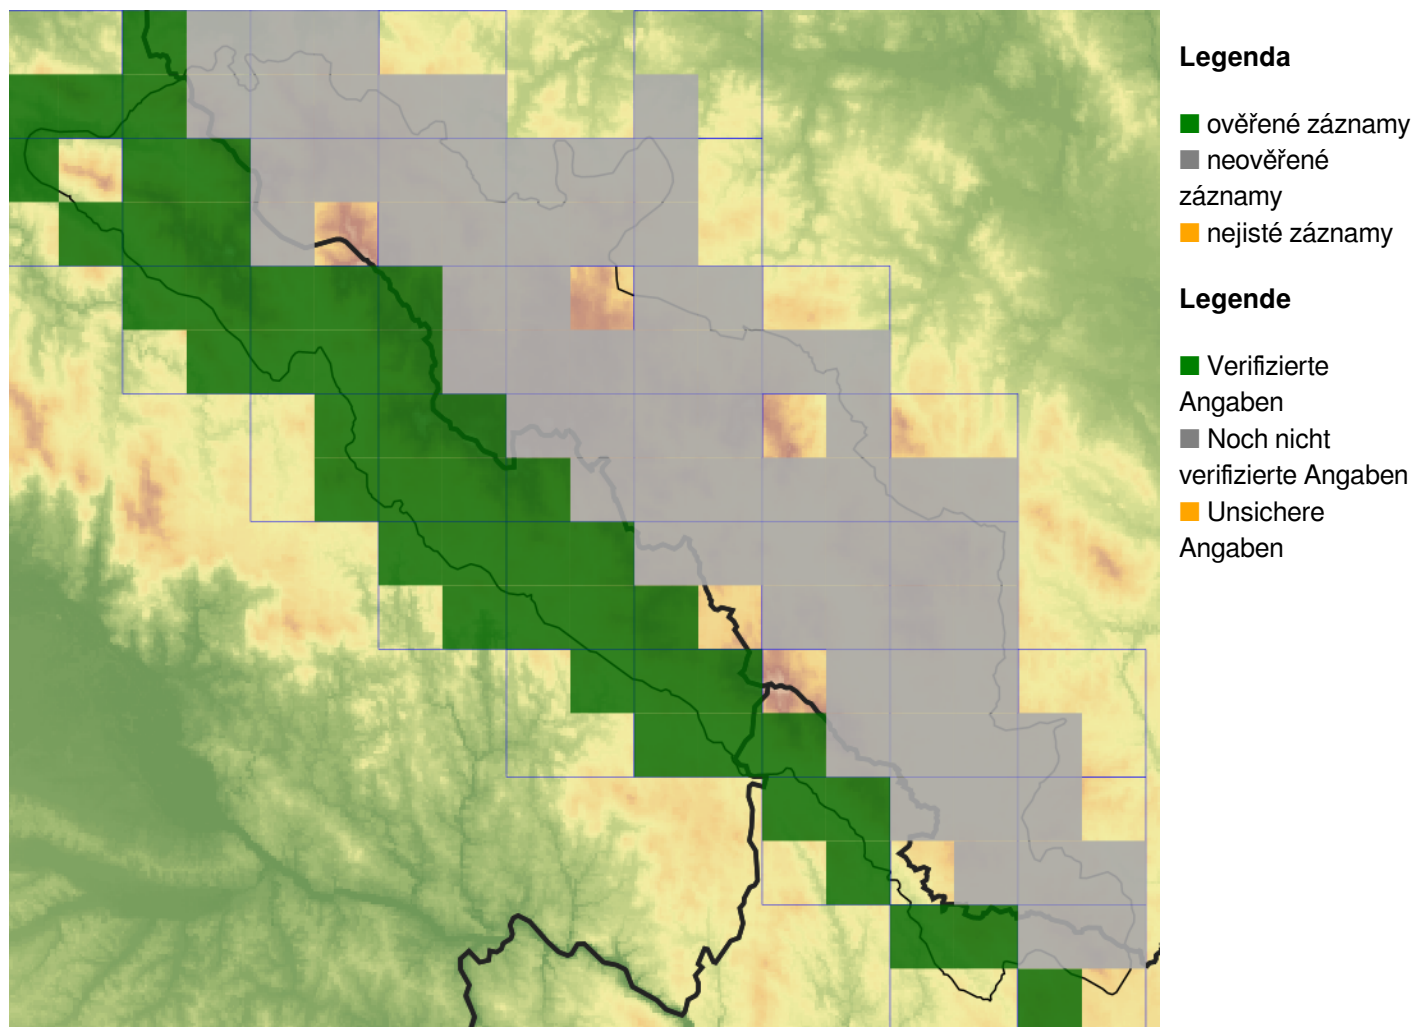 Legenda
ověřené záznamy
neověřené
záznamy
nejisté záznamy
Legende
Verifizierte
Angaben
Noch nicht
verifizierte Angaben
Unsichere
Angaben